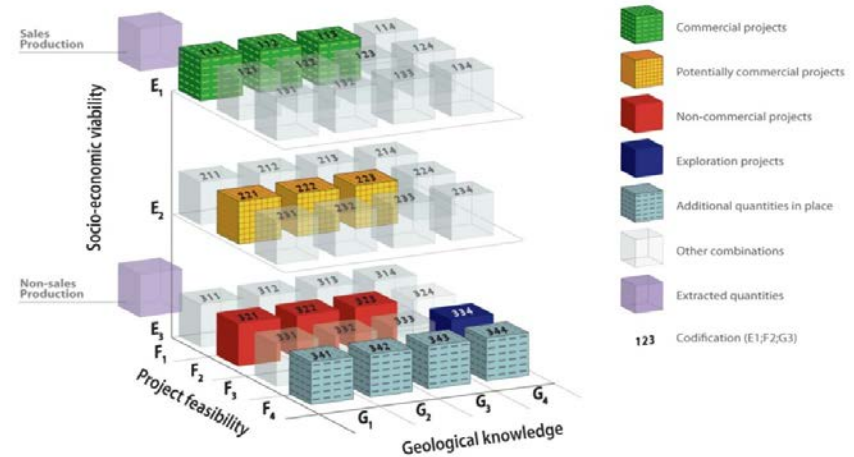 Sales
Production
111 112 113 114
121 122 123 124
131 132 133 134
E1
Socio-economic viability
211 212 213 214
221 222 223 224
231 232 233 234
E2
Non-sales
Production
311 312 313 314
321 322 323 324
331 332 333 334
341 342 343 344
E3
F1
F2
F3
F4
Project feasibility
G1
G2
G3
G4
Geological knowledge
Commercial projects
Potentially commercial projects
Non-commercial projects
Exploration projects
Additional quantities in place
Other combinations
Extracted quantities
123 Codification (E1;F2;G3)